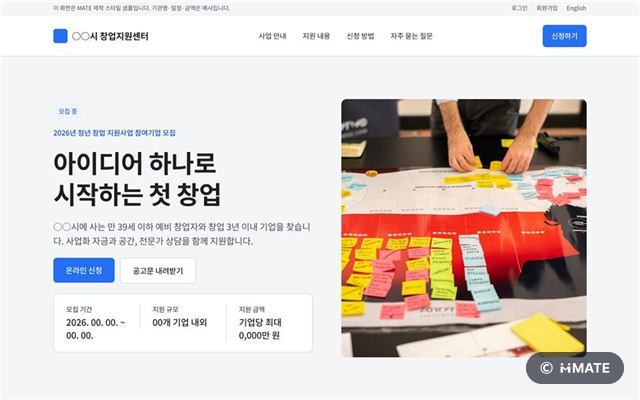 이 화면은 MATE 제작 스타일 샘플입니다. 기관명·일정·금액은 예시입니다.
로그인 회원가입 English
○○시 창업지원센터
사업 안내 지원 내용 신청 방법 자주 묻는 질문
신청하기
모집 중
2026년 청년 창업 지원사업 참여기업 모집
아이디어 하나로
시작하는 첫 창업
○○시에 사는 만 39세 이하 예비 창업자와 창업 3년 이내 기업을 찾습니
다. 사업화 자금과 공간, 전문가 상담을 함께 지원합니다.
온라인 신청 공고문 내려받기
모집 기간 지원 규모 지원 금액
2026. 00. 00. ~ 00개 기업 내외 기업당 최대
00. 00. 0,000만 원
© MATE